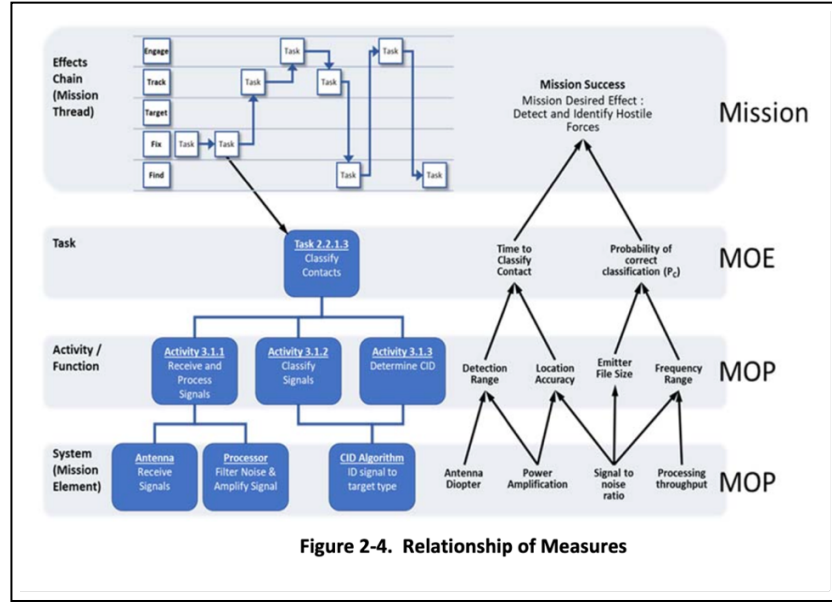 Effects
Chain
(Mission
Thread)
Engage
Track
Target
Fix
Find
Task
Task
Task
Task
Task
Task
Task
Task
Mission Success
Mission Desired Effect :
Detect and Identify Hostile
Forces
Mission
Task
Task 2.2.1.3
Classify
Contacts
Time to
Classify
Contact
Probability of
correct
classification (Pc)
MOE
Activity /
Function
Activity 3.1.1
Receive and
Process
Signals
Activity 3.1.2
Classify
Signals
Activity 3.1.3
Determine CID
Detection
Range
Location
Accuracy
Emitter
File Size
Frequency
Range
MOP
System
(Mission
Element)
Antenna
Receive
Signals
Processor
Filter Noise &
Amplify Signal
CID Algorithm
ID signal to
target type
Antenna
Diopter
Power
Amplification
Signal to
noise
ratio
Processing
throughput
MOP
Figure 2-4. Relationship of Measures